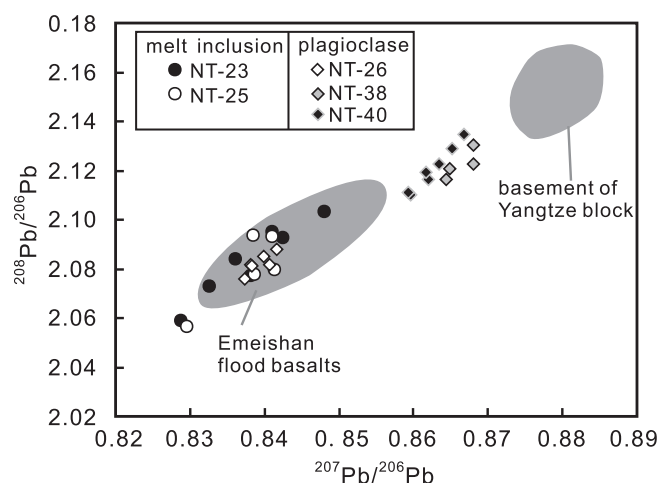 0.18
2.16
2.14
2.12
2.10
2.08
2.06
2.04
2.02
208Pb/206Pb
melt inclusion
NT-23
NT-25
plagioclase
NT-26
NT-38
NT-40
basement of
Yangtze block
Emeishan
flood basalts
0.82 0.83 0.84 0.85 0.86 0.87 0.88 0.89
207Pb/206Pb